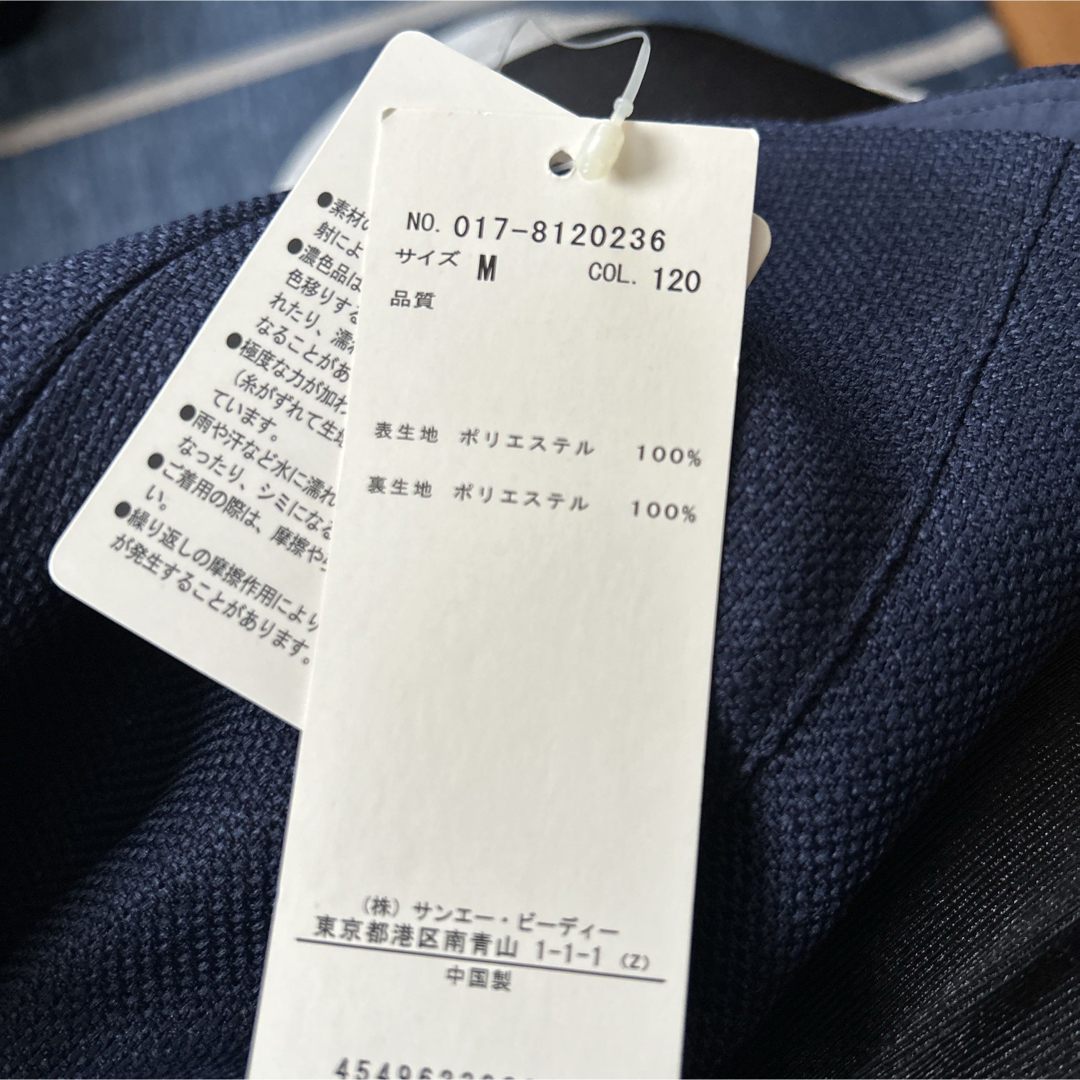 NO. 017-8120236
サイズ M COL. 120
品質
表生地 ポリエステル 100%
裏生地 ポリエステル 100%
(株) サンエー・ビーディー
東京都港区南青山 1-1-1 (Z)
中国製
●素材の
射によ
●濃色品は
色移りする
れたり、濡れ
なることがあ
●極度な力が加わ
(糸がずれて生地
ています。
●雨や汗など水に濡れ
なったり、シミになる
●ご着用の際は、摩擦や
い。
●繰り返しの摩擦作用により
が発生することがあります。